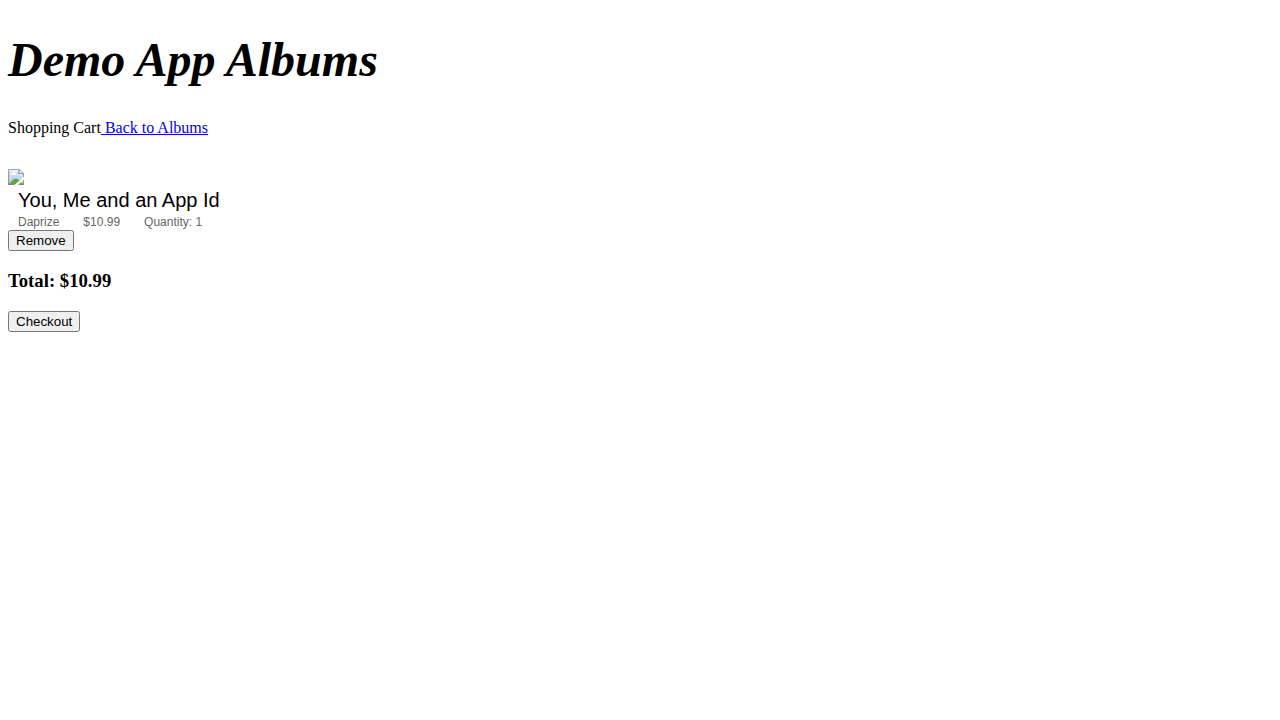 Demo App Albums
Shopping Cart Back to Albums
You, Me and an App Id
Daprize $10.99 Quantity: 1
Remove
Total: $10.99
Checkout